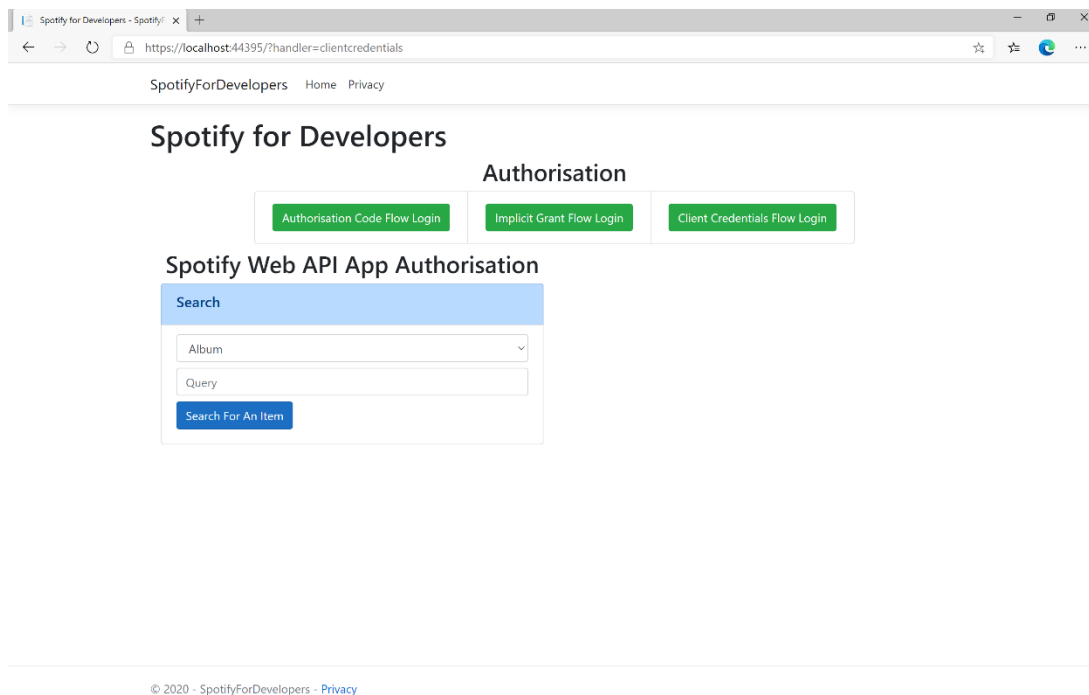 Spotify for Developers - Spotify
https://localhost:44395/?handler=clientcredentials
SpotifyForDevelopers Home Privacy
Spotify for Developers
Authorisation
Authorisation Code Flow Login Implicit Grant Flow Login Client Credentials Flow Login
Spotify Web API App Authorisation
Search
Album
Query
Search For An Item
© 2020 - SpotifyForDevelopers - Privacy